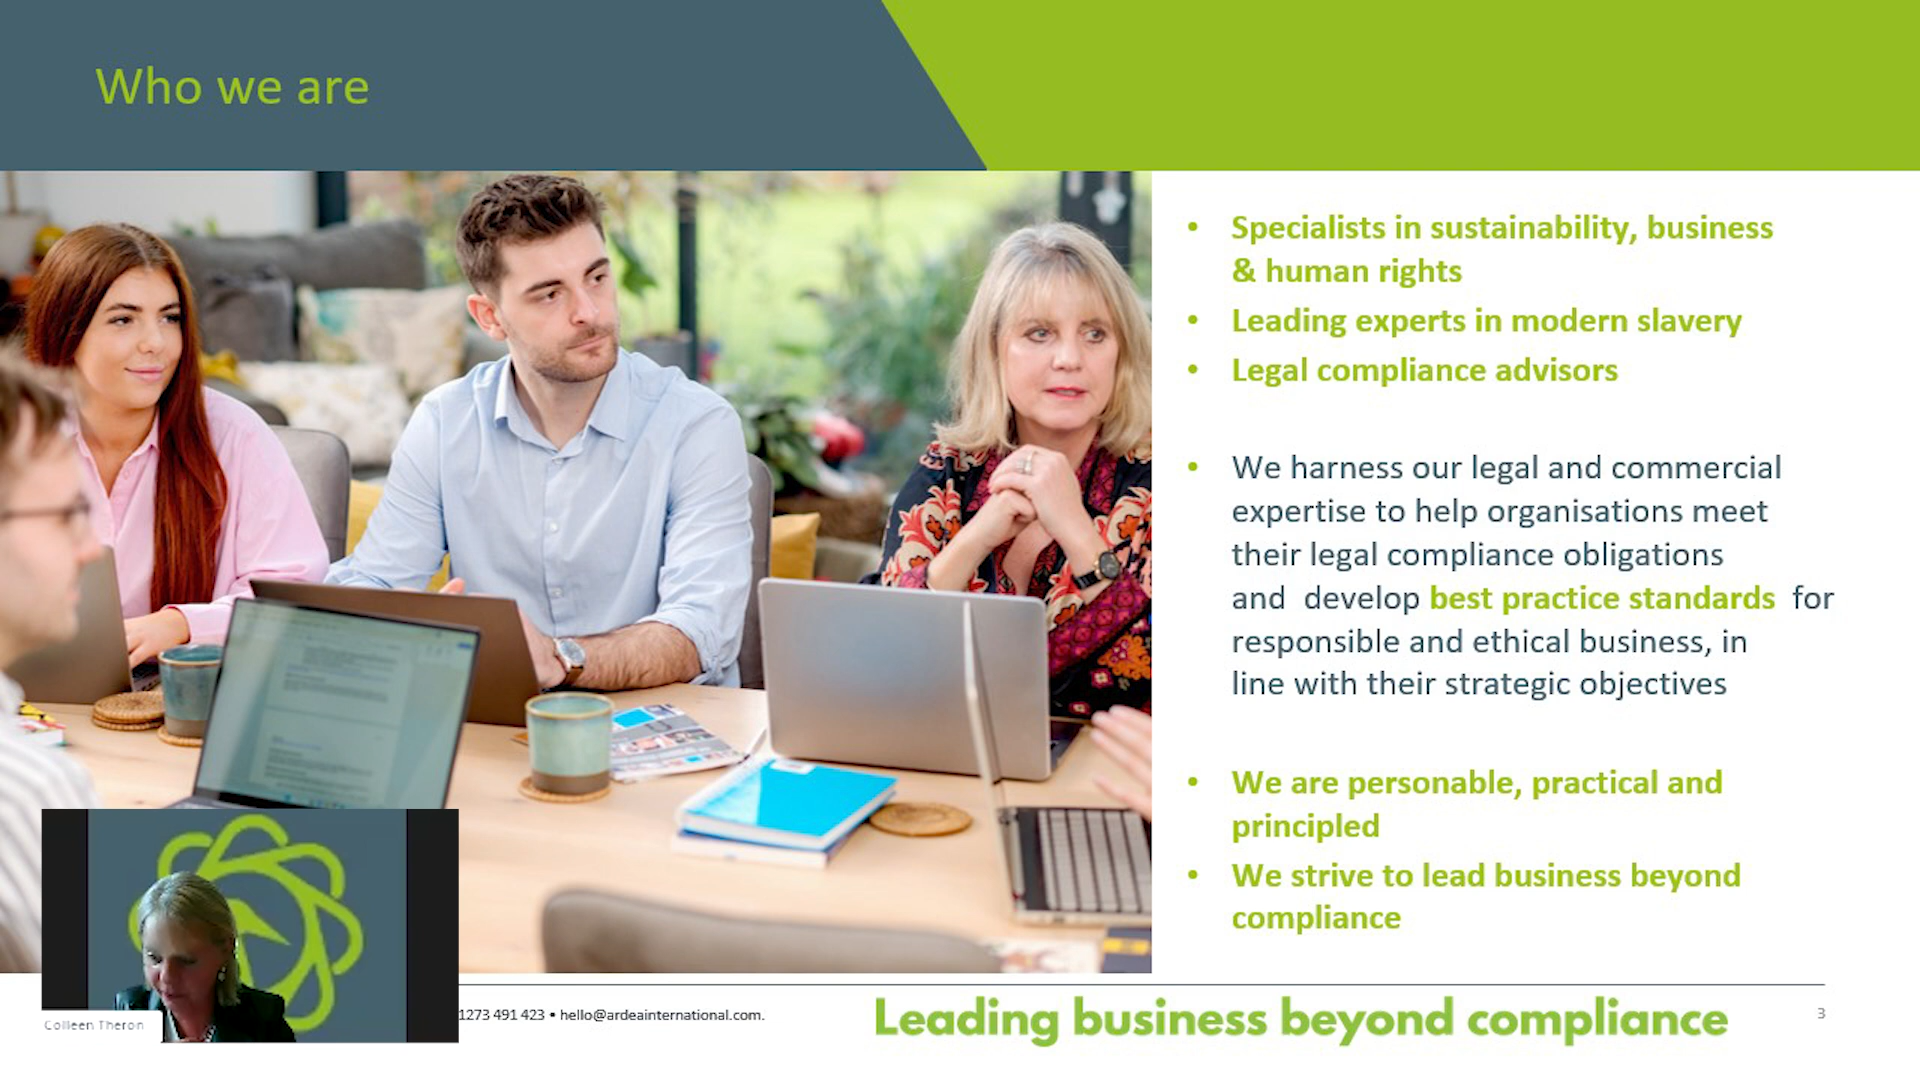 Who we are
• Specialists in sustainability, business
& human rights
• Leading experts in modern slavery
• Legal compliance advisors
• We harness our legal and commercial
expertise to help organisations meet
their legal compliance obligations
and develop best practice standards for
responsible and ethical business, in
line with their strategic objectives
• We are personable, practical and
principled
• We strive to lead business beyond
compliance
Colleen Theron
1273 491 423 • hello@ardeainternational.com.
Leading business beyond compliance
3